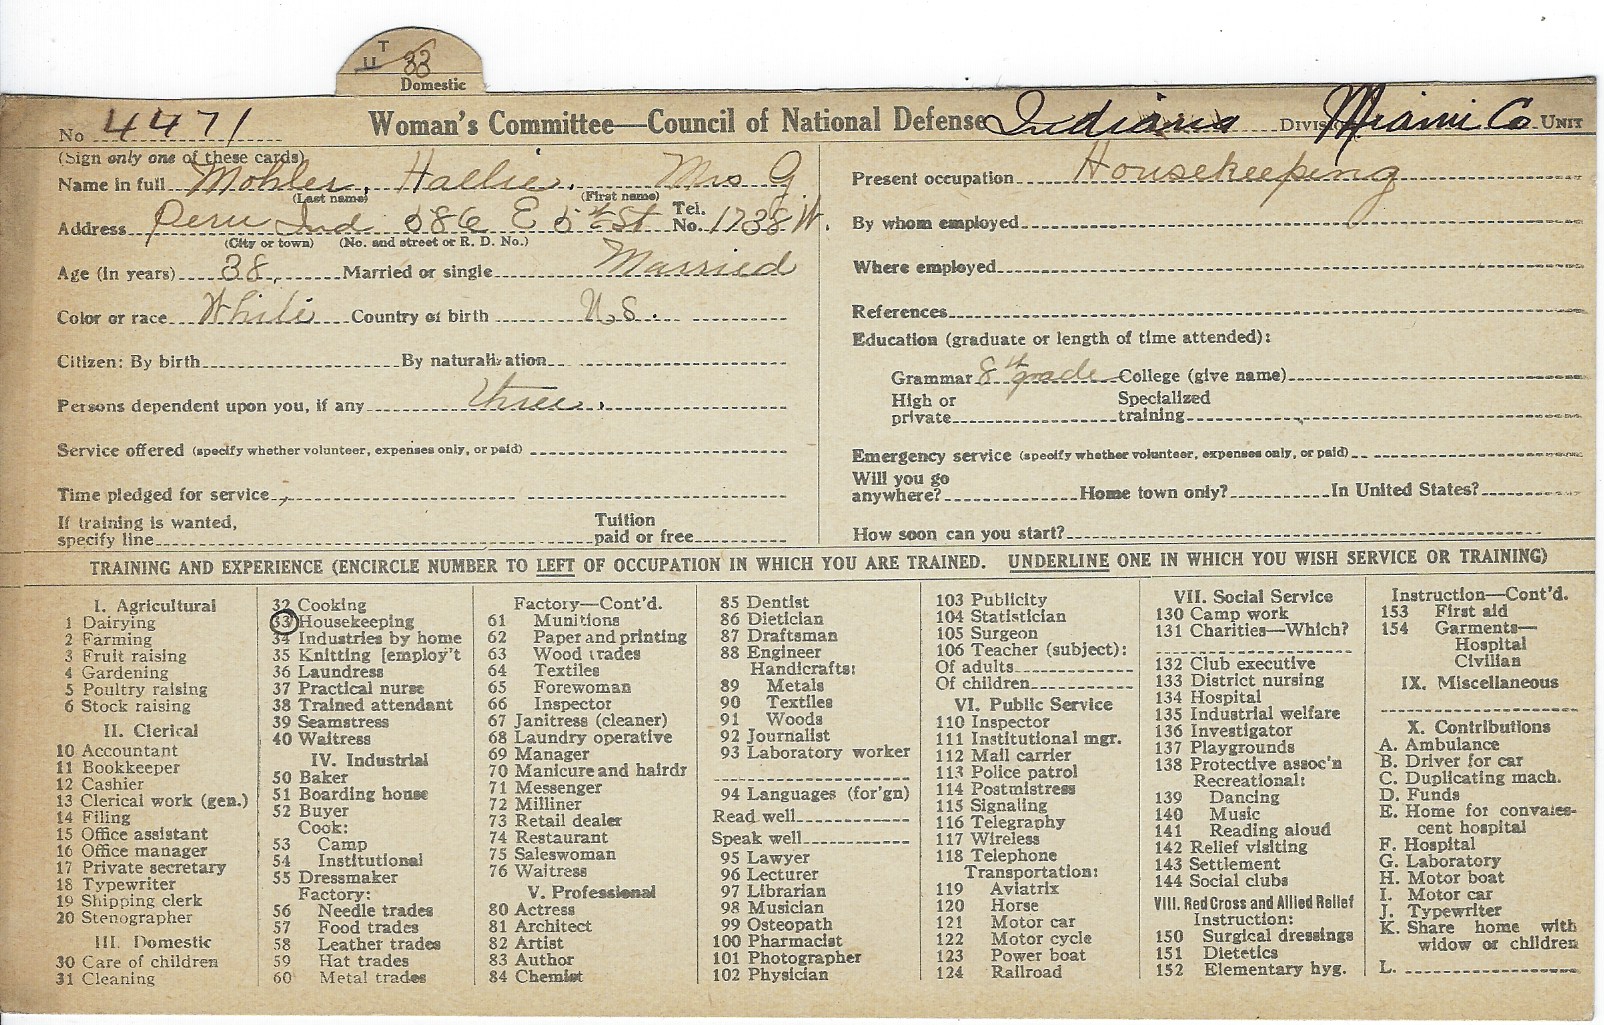 T
U 33
Domestic
No 4471 Woman's Committee—Council of National Defense Indiana Division Miami Co Unit
(Sign only one of these cards)
Name in full Mohler, Hallie, Mrs G
(Last name) (First name)
Address Peru Ind 586 E 5th St Tel. No. 1738 W.
(City or town) (No. and street or R. D. No.)
Age (in years) 38, Married or single Married
Color or race White Country of birth U.S.
Citizen: By birth By naturalization
Persons dependent upon you, if any three.
Service offered (specify whether volunteer, expenses only, or paid)
Time pledged for service
If training is wanted, specify line Tuition paid or free
Present occupation Housekeeping
By whom employed
Where employed
References
Education (graduate or length of time attended):
Grammar 8th grade College (give name)
High or private Specialized training
Emergency service (specify whether volunteer, expenses only, or paid)
Will you go anywhere? Home town only? In United States?
How soon can you start?
TRAINING AND EXPERIENCE (ENCIRCLE NUMBER TO LEFT OF OCCUPATION IN WHICH YOU ARE TRAINED. UNDERLINE ONE IN WHICH YOU WISH SERVICE OR TRAINING)
I. Agricultural
1 Dairying
2 Farming
3 Fruit raising
4 Gardening
5 Poultry raising
6 Stock raising
II. Clerical
10 Accountant
11 Bookkeeper
12 Cashier
13 Clerical work (gen.)
14 Filing
15 Office assistant
16 Office manager
17 Private secretary
18 Typewriter
19 Shipping clerk
20 Stenographer
III. Domestic
30 Care of children
31 Cleaning
32 Cooking
33 Housekeeping
34 Industries by home
35 Knitting [employ't
36 Laundress
37 Practical nurse
38 Trained attendant
39 Seamstress
40 Waitress
IV. Industrial
50 Baker
51 Boarding house
52 Buyer
Cook:
53 Camp
54 Institutional
55 Dressmaker
Factory:
56 Needle trades
57 Food trades
58 Leather trades
59 Hat trades
60 Metal trades
Factory—Cont'd.
61 Munitions
62 Paper and printing
63 Wood trades
64 Textiles
65 Forewoman
66 Inspector
67 Janitress (cleaner)
68 Laundry operative
69 Manager
70 Manicure and hairdr
71 Messenger
72 Milliner
73 Retail dealer
74 Restaurant
75 Saleswoman
76 Waitress
V. Professional
80 Actress
81 Architect
82 Artist
83 Author
84 Chemist
85 Dentist
86 Dietician
87 Draftsman
88 Engineer
Handicrafts:
89 Metals
90 Textiles
91 Woods
92 Journalist
93 Laboratory worker
94 Languages (for'gn)
Read well
Speak well
95 Lawyer
96 Lecturer
97 Librarian
98 Musician
99 Osteopath
100 Pharmacist
101 Photographer
102 Physician
103 Publicity
104 Statistician
105 Surgeon
106 Teacher (subject):
Of adults
Of children
VI. Public Service
110 Inspector
111 Institutional mgr.
112 Mail carrier
113 Police patrol
114 Postmistress
115 Signaling
116 Telegraphy
117 Wireless
118 Telephone
Transportation:
119 Aviatrix
120 Horse
121 Motor car
122 Motor cycle
123 Power boat
124 Railroad
VII. Social Service
130 Camp work
131 Charities—Which?
132 Club executive
133 District nursing
134 Hospital
135 Industrial welfare
136 Investigator
137 Playgrounds
138 Protective assoc'n
Recreational:
139 Dancing
140 Music
141 Reading aloud
142 Relief visiting
143 Settlement
144 Social clubs
VIII. Red Cross and Allied Relief
Instruction:
150 Surgical dressings
151 Dietetics
152 Elementary hyg.
Instruction—Cont'd.
153 First aid
154 Garments—
Hospital
Civilian
IX. Miscellaneous
X. Contributions
A. Ambulance
B. Driver for car
C. Duplicating mach.
D. Funds
E. Home for convales-
cent hospital
F. Hospital
G. Laboratory
H. Motor boat
I. Motor car
J. Typewriter
K. Share home with
widow or children
L.